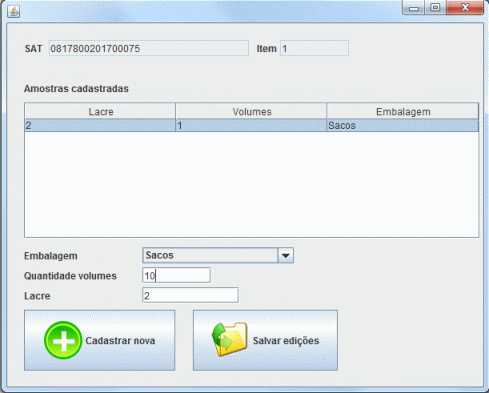 SAT 0817800201700075 Item 1
Amostras cadastradas
Lacre Volumes Embalagem
2 1 Sacos
Embalagem Sacos
Quantidade volumes 10
Lacre 2
Cadastrar nova Salvar edições